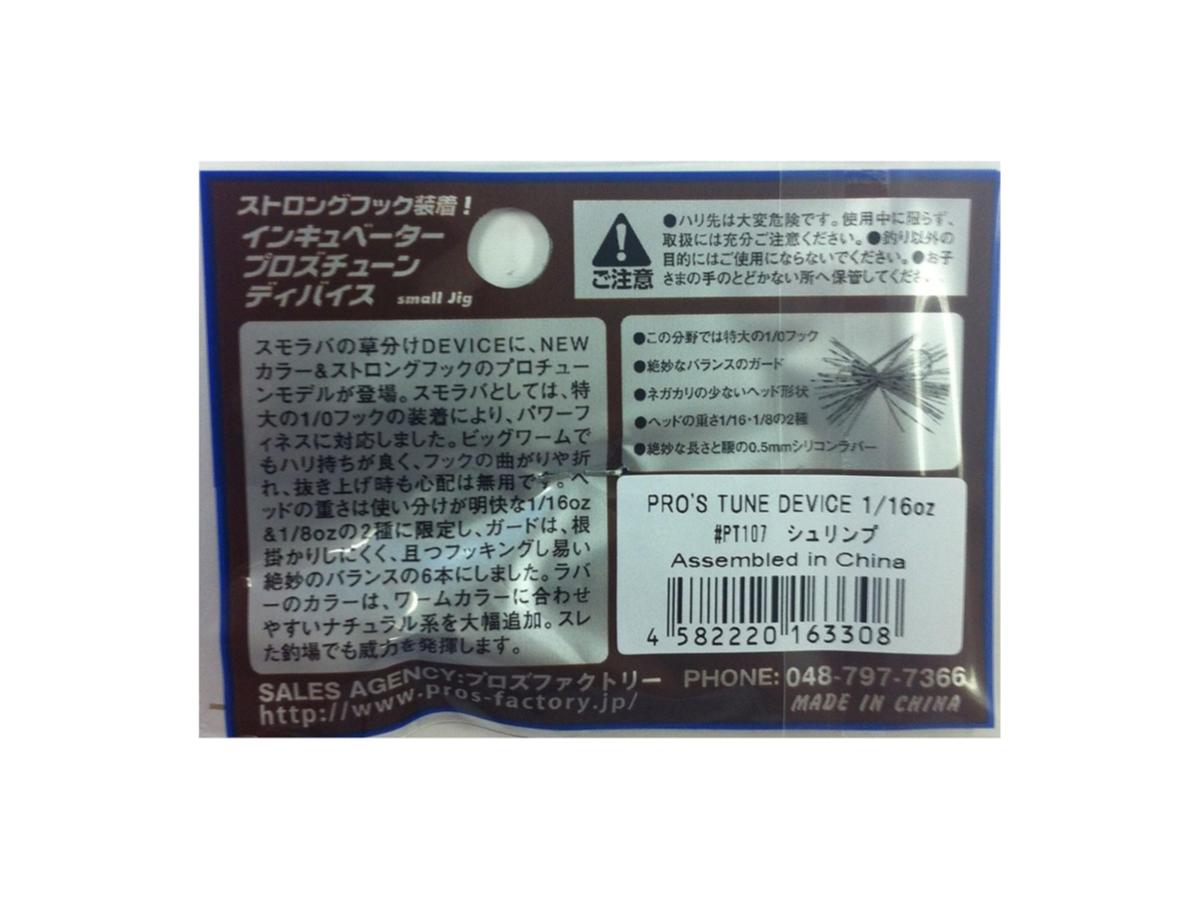 ストロングフック装着!
インキュベーター
プロズチューン
ディバイス small Jig
ご注意
●ハリ先は大変危険です。使用中に限らず、
取扱には充分ご注意ください。●釣り以外の
目的にはご使用にならないでください。●お子
さまの手のとどかない所へ保管してください。
スモラバの草分けDEVICEに、NEW
カラー&ストロングフックのプロチュー
ンモデルが登場。スモラバとしては、特
大の1/0フックの装着により、パワーフ
ィネスに対応しました。ビッグワームで
もハリ持ちが良く、フックの曲がりや折
れ、抜き上げ時も心配は無用です。ヘ
ッドの重さは使い分けが明快な1/16oz
&1/8ozの2種に限定し、ガードは、根
掛かりしにくく、且つフッキングし易い
絶妙のバランスの6本にしました。ラバ
ーのカラーは、ワームカラーに合わせ
やすいナチュラル系を大幅追加。スレ
た釣場でも威力を発揮します。
●この分野では特大の1/0フック
●絶妙なバランスのガード
●ネガカリの少ないヘッド形状
●ヘッドの重さ1/16・1/8の2種
●絶妙な長さと腰の0.5mmシリコンラバー
PRO'S TUNE DEVICE 1/16oz
#PT107 シュリンプ
Assembled in China
4 582220 163308
SALES AGENCY:プロズファクトリー PHONE: 048-797-7366
http://www.pros-factory.jp/
MADE IN CHINA